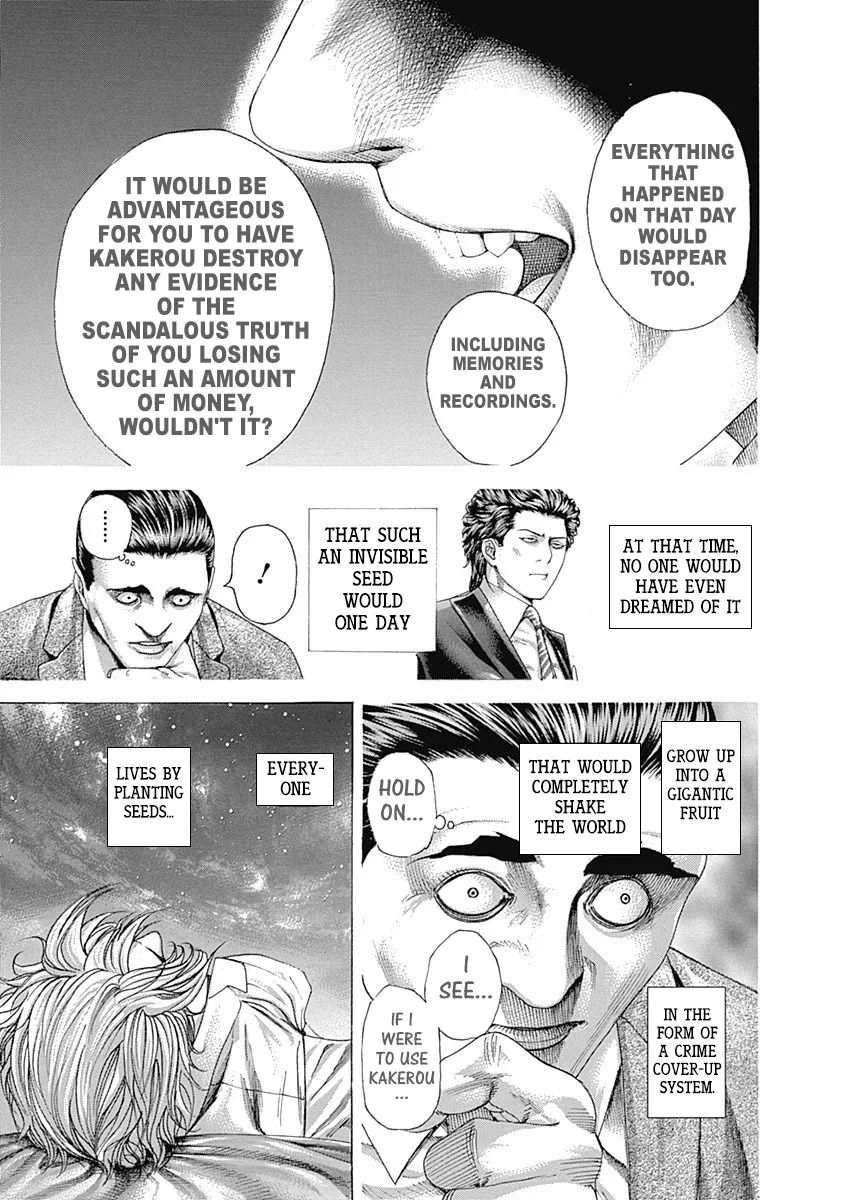 EVERYTHING
THAT
HAPPENED
ON THAT DAY
WOULD
DISAPPEAR
TOO.
INCLUDING
MEMORIES
AND
RECORDINGS.
IT WOULD BE
ADVANTAGEOUS
FOR YOU TO HAVE
KAKEROU DESTROY
ANY EVIDENCE
OF THE
SCANDALOUS TRUTH
OF YOU LOSING
SUCH AN AMOUNT
OF MONEY,
WOULDN'T IT?
AT THAT TIME,
NO ONE WOULD
HAVE EVEN
DREAMED OF IT
THAT SUCH
AN INVISIBLE
SEED
WOULD
ONE DAY
!
......
GROW UP
INTO A
GIGANTIC
FRUIT
THAT WOULD
COMPLETELY
SHAKE
THE WORLD
HOLD
ON...
IN THE
FORM OF
A CRIME
COVER-UP
SYSTEM.
I
SEE...
IF I
WERE
TO USE
KAKEROU
...
EVERY-
ONE
LIVES BY
PLANTING
SEEDS...